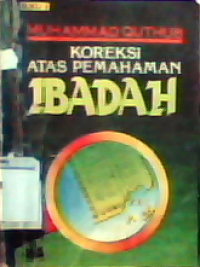 MUHAMMAD QUTHUB
KOREKSI
ATAS PEMAHAMAN
IBADAH